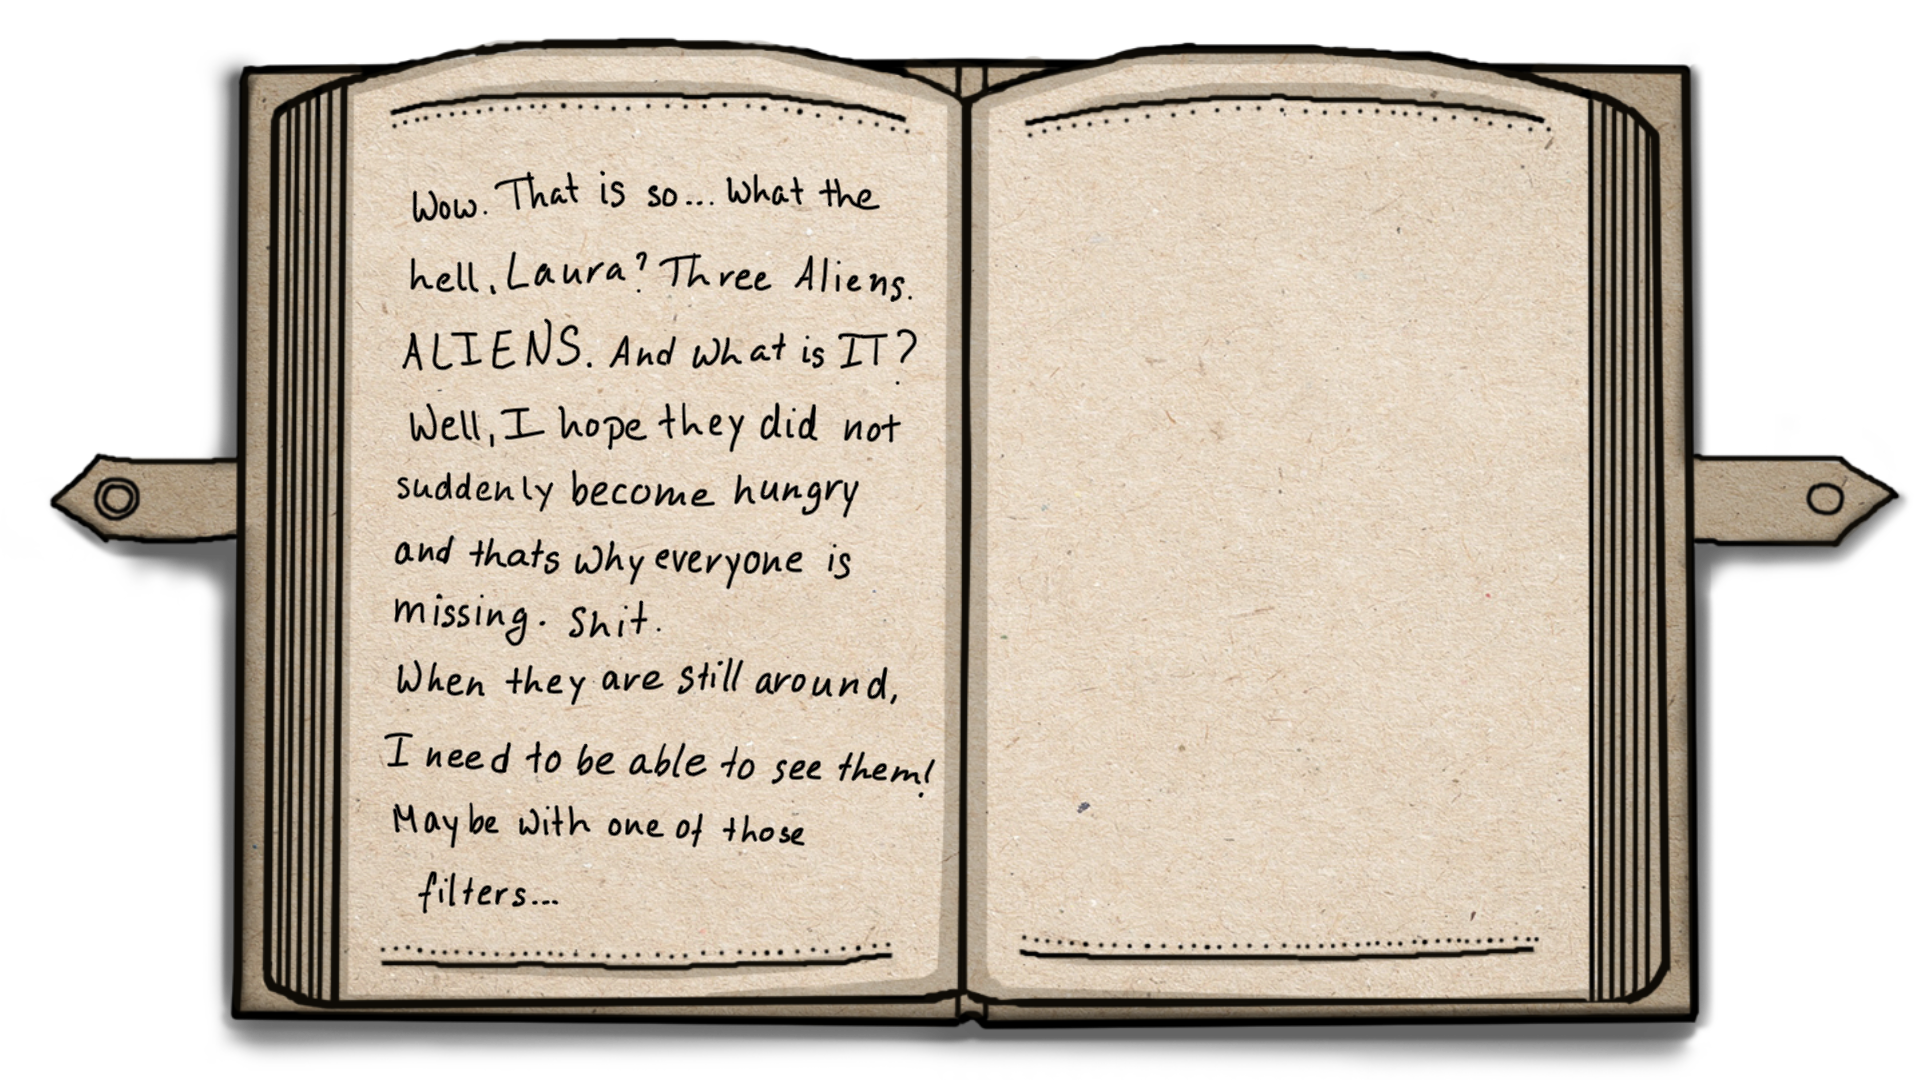 Wow. That is so... What the
hell, Laura? Three Aliens.
ALIENS. And what is IT?
Well, I hope they did not
suddenly become hungry
and thats why everyone is
missing. Shit.
When they are still around,
I need to be able to see them!
Maybe with one of those
filters...